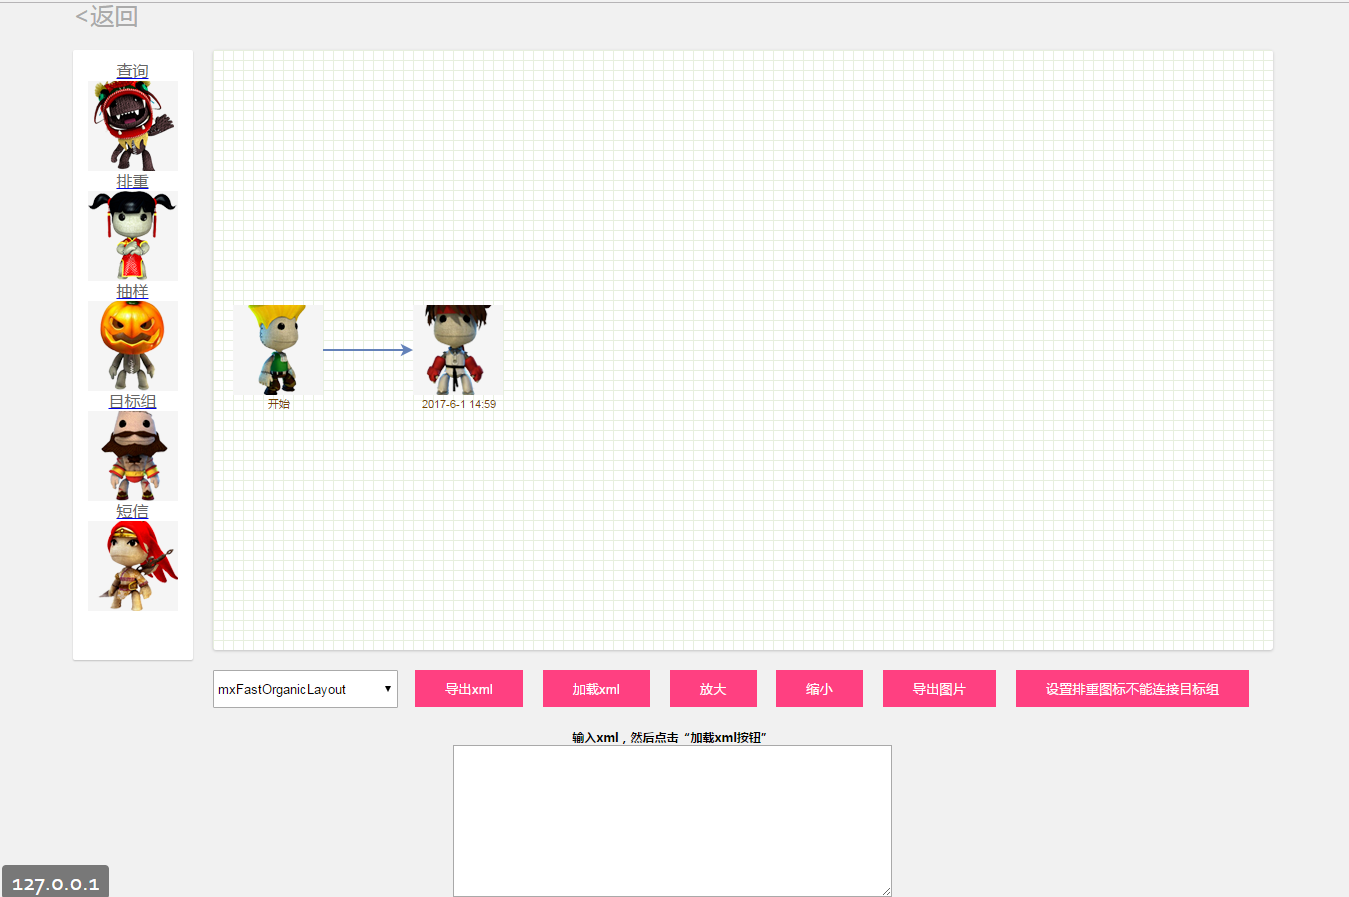 <返回
查询
排重
抽样
目标组
短信
开始
2017-6-1 14:59
mxFastOrganicLayout
导出xml
加载xml
放大
缩小
导出图片
设置排重图标不能连接目标组
输入xml，然后点击“加载xml按钮”
127.0.0.1